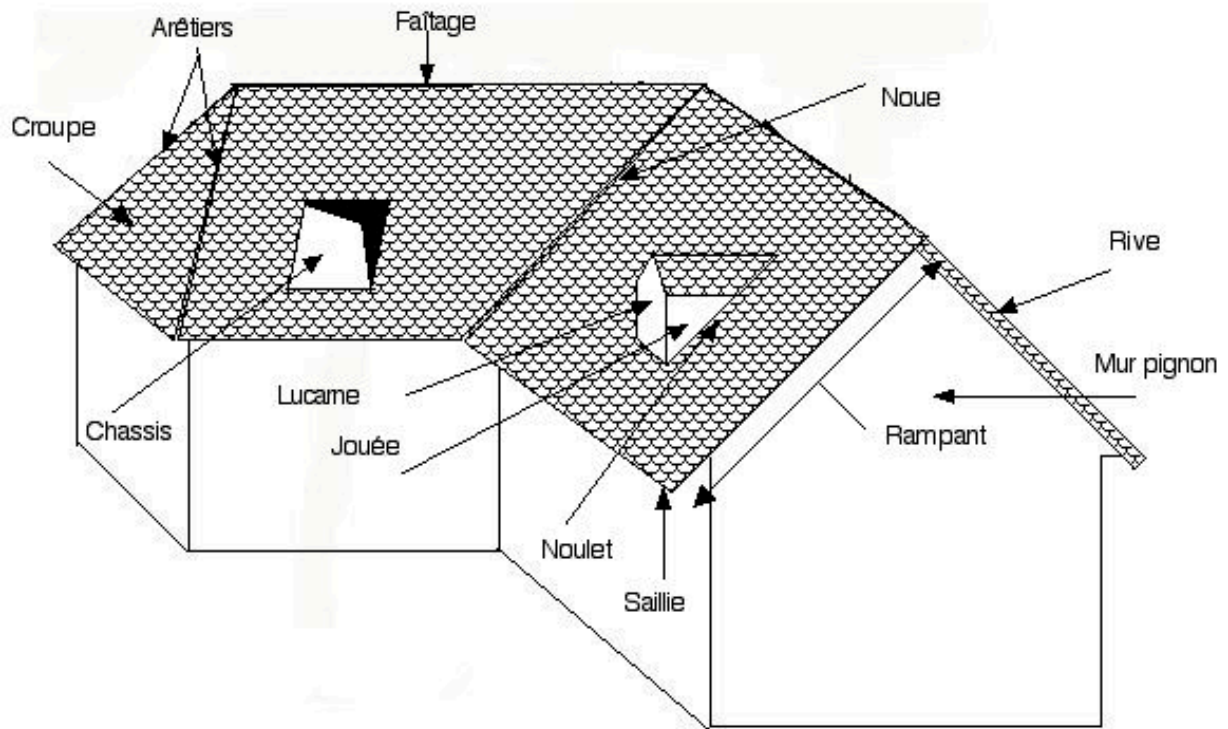 Arêtiers
Faîtage
Noue
Croupe
Rive
Mur pignon
Lucarne
Chassis
Jouée
Rampant
Noulet
Saillie